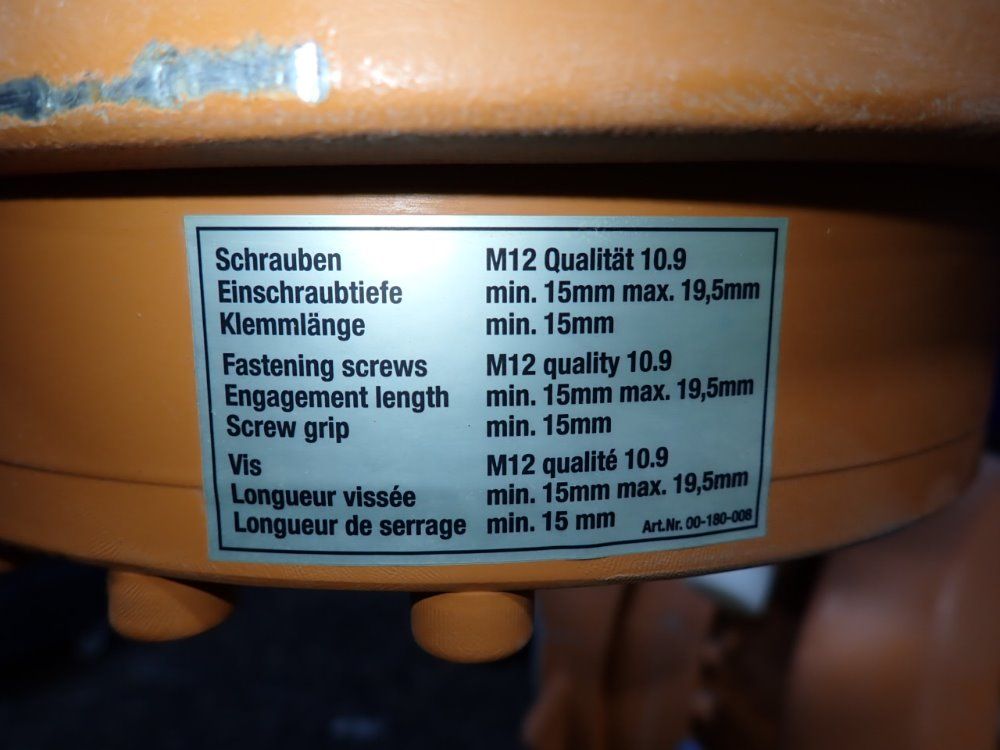 Schrauben M12 Qualität 10.9
Einschraubtiefe min. 15mm max. 19,5mm
Klemmlänge min. 15mm
Fastening screws M12 quality 10.9
Engagement length min. 15mm max. 19,5mm
Screw grip min. 15mm
Vis M12 qualité 10.9
Longueur vissée min. 15mm max. 19,5mm
Longueur de serrage min. 15 mm Art.Nr. 00-180-008